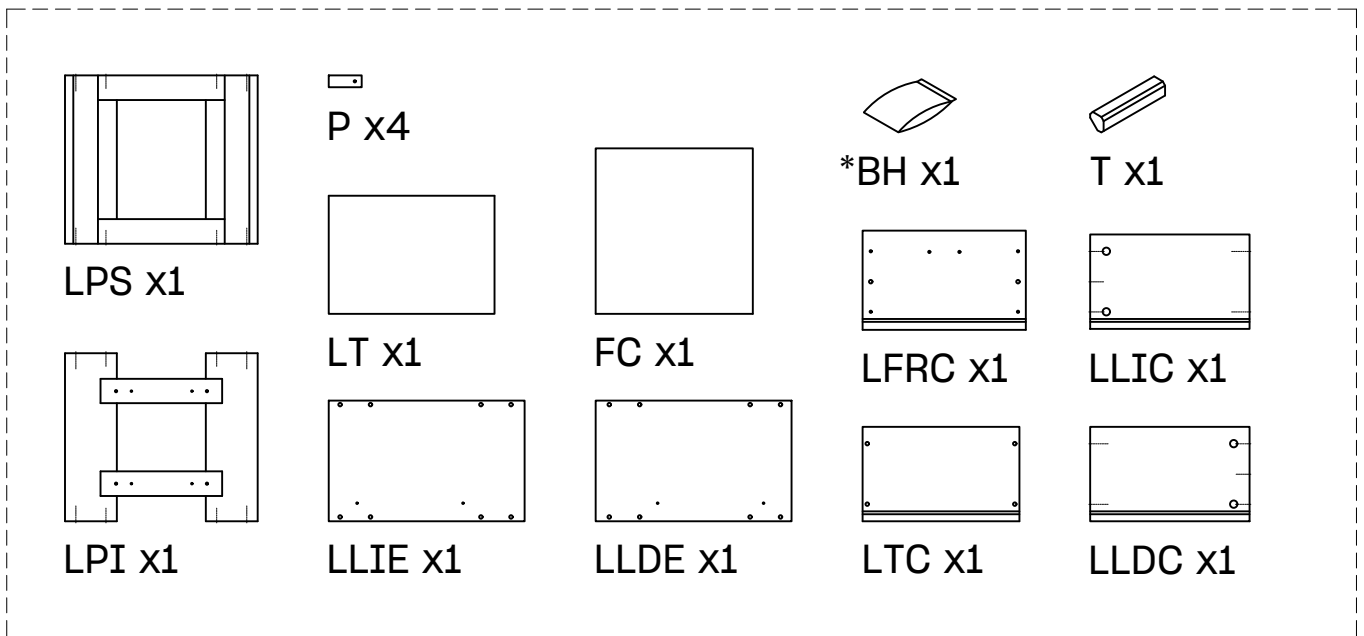 P x4
*BH x1
T x1
LPS x1
LT x1
FC x1
LFRC x1
LLIC x1
LPI x1
LLIE x1
LLDE x1
LTC x1
LLDC x1